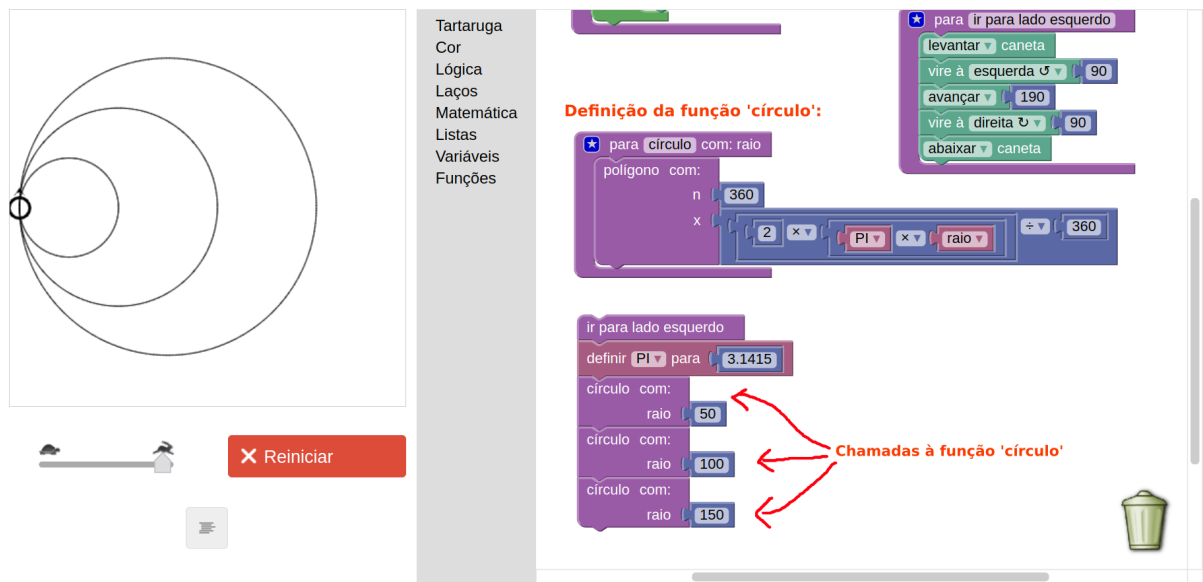 Tartaruga
Cor
Lógica
Laços
Matemática
Listas
Variáveis
Funções
✕ Reiniciar
para ir para lado esquerdo
levantar ▾ caneta
vire à esquerda ↺ ▾ 90
avançar ▾ 190
vire à direita ↻ ▾ 90
abaixar ▾ caneta
Definição da função 'círculo':
para círculo com: raio
polígono com:
n 360
x 2 × ▾ PI ▾ × ▾ raio ▾ ÷ ▾ 360
ir para lado esquerdo
definir PI ▾ para 3.1415
círculo com:
raio 50
círculo com:
raio 100
círculo com:
raio 150
Chamadas à função 'círculo'